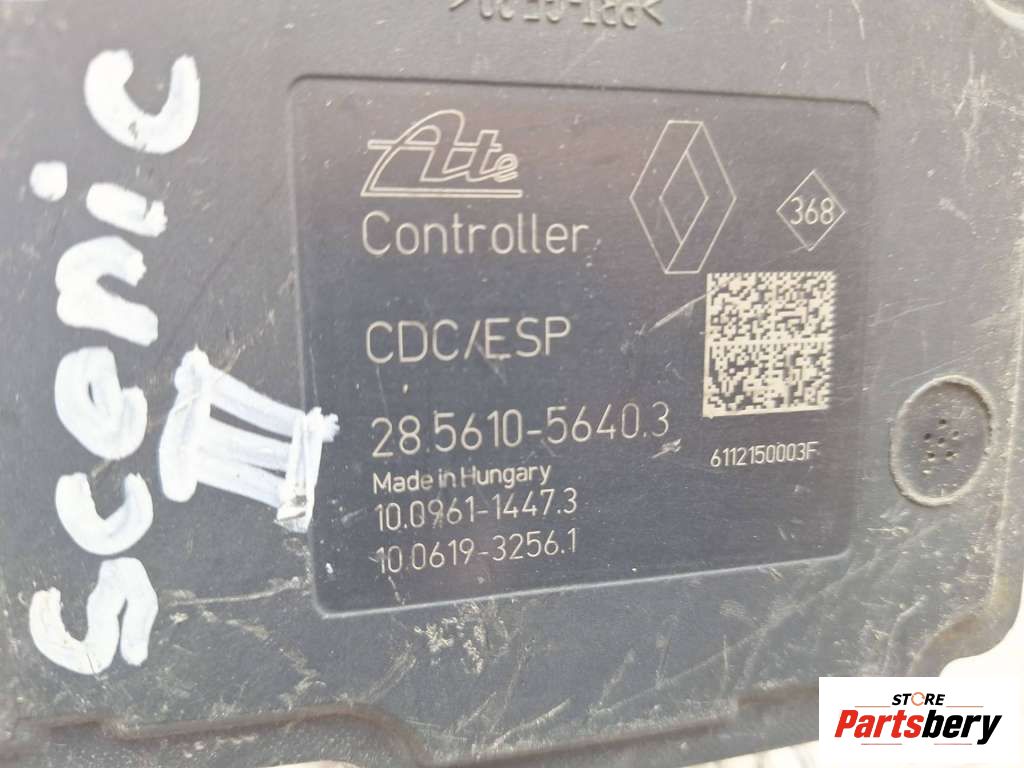 Ate
Controller
368
CDC/ESP
28.5610-5640.3
6112150003F
Made in Hungary
10.0961-1447.3
10.0619-3256.1
Scenic
III
STORE
Partsbery